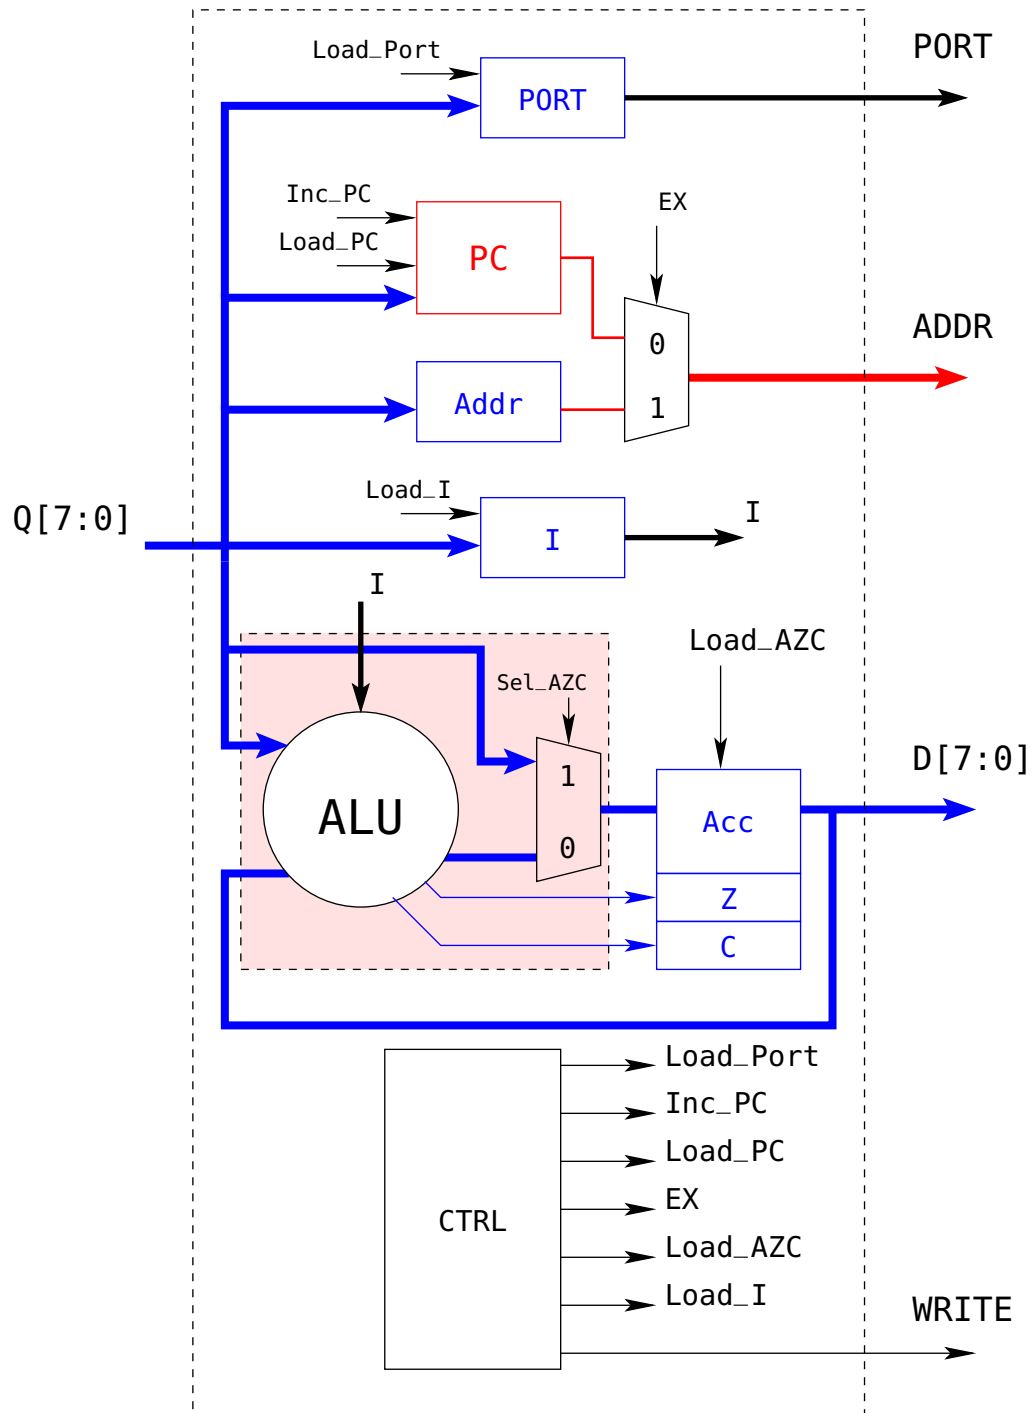 PORT
Load_Port
PORT
Inc_PC
EX
Load_PC
PC
ADDR
0
Addr
1
Load_I
I
Q[7:0]
I
I
Load_AZC
Sel_AZC
D[7:0]
1
ALU
Acc
0
Z
C
Load_Port
Inc_PC
Load_PC
EX
CTRL
Load_AZC
Load_I
WRITE